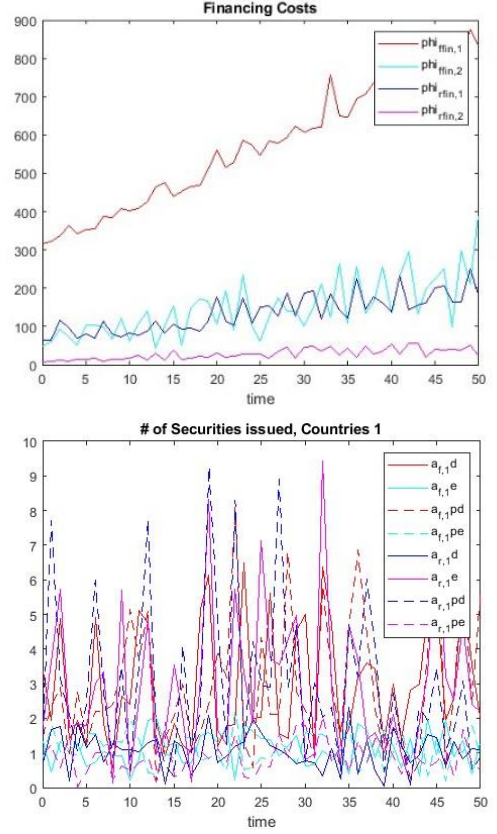 Financing Costs
900
800
700
600
500
400
300
200
100
0
phi_ffin,1
phi_ffin,2
phi_rfin,1
phi_rfin,2
0 5 10 15 20 25 30 35 40 45 50
time
# of Securities issued, Countries 1
10
9
8
7
6
5
4
3
2
1
0
a_f,1d
a_f,1e
a_f,1pd
a_f,1pe
a_r,1d
a_r,1e
a_r,1pd
a_r,1pe
0 5 10 15 20 25 30 35 40 45 50
time